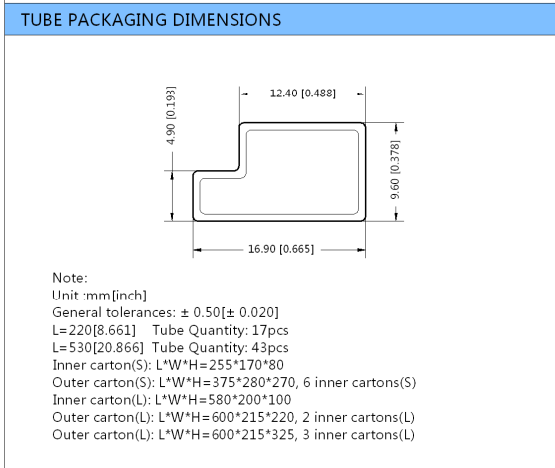 TUBE PACKAGING DIMENSIONS
12.40 [0.488]
4.90 [0.193]
9.60 [0.378]
16.90 [0.665]
Note:
Unit :mm[inch]
General tolerances: ± 0.50[± 0.020]
L=220[8.661] Tube Quantity: 17pcs
L=530[20.866] Tube Quantity: 43pcs
Inner carton(S): L*W*H=255*170*80
Outer carton(S): L*W*H=375*280*270, 6 inner cartons(S)
Inner carton(L): L*W*H=580*200*100
Outer carton(L): L*W*H=600*215*220, 2 inner cartons(L)
Outer carton(L): L*W*H=600*215*325, 3 inner cartons(L)